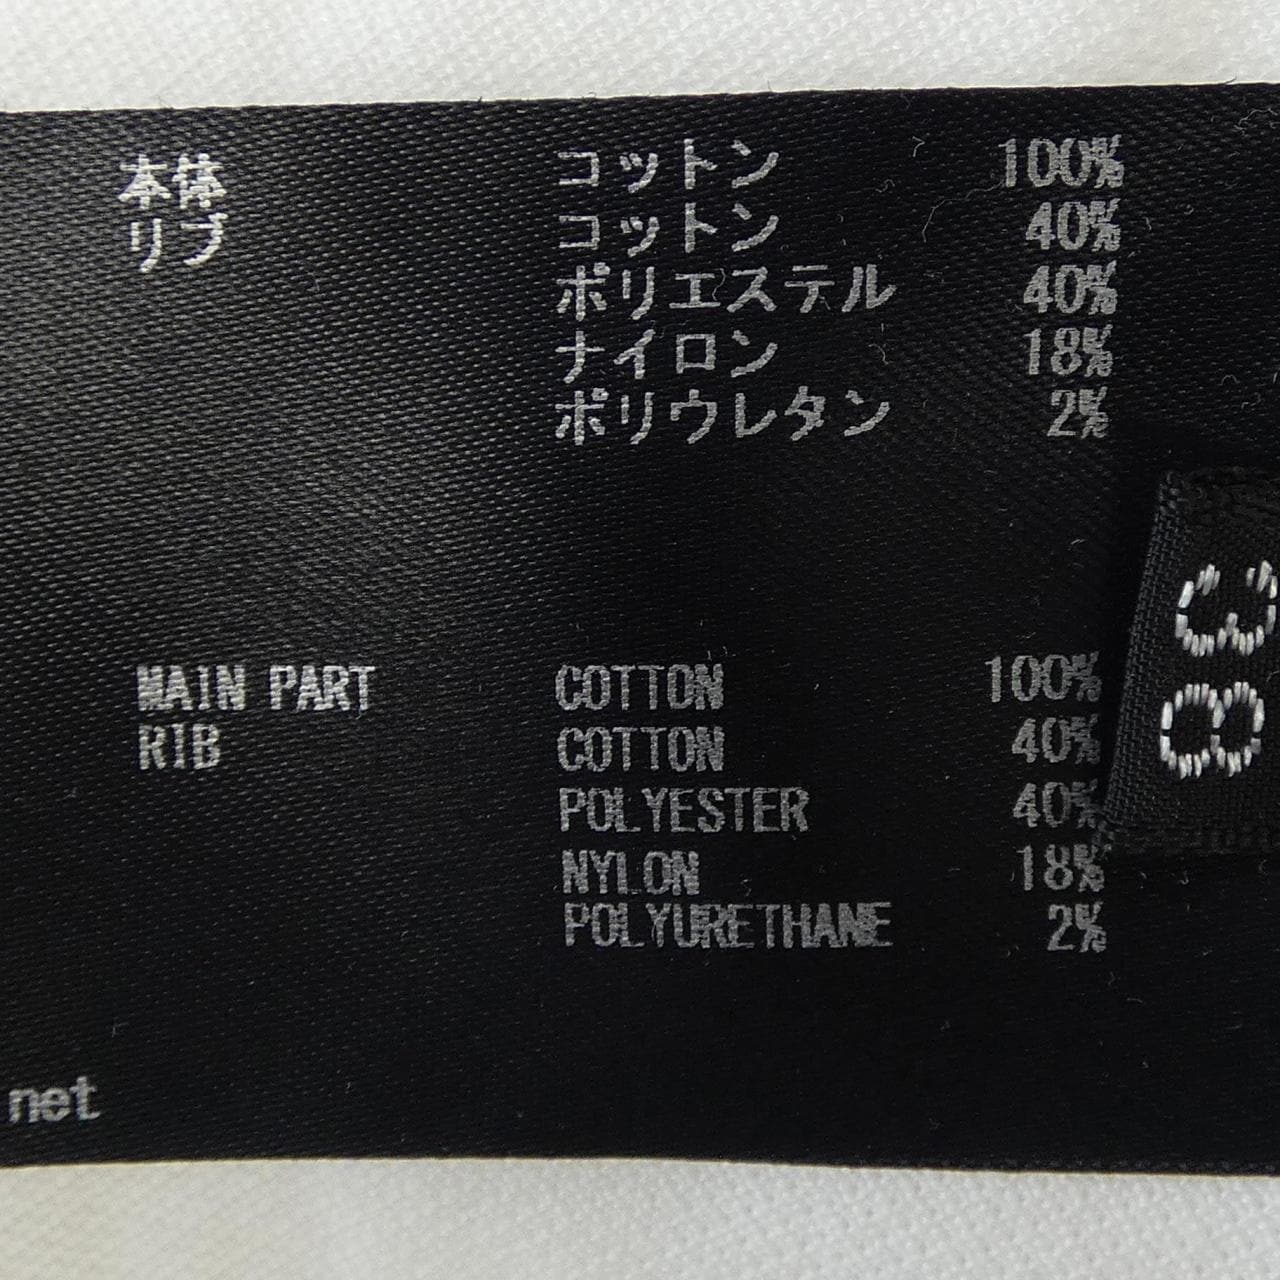 本体 コットン 100%
リブ コットン 40%
ポリエステル 40%
ナイロン 18%
ポリウレタン 2%
MAIN PART COTTON 100%
RIB COTTON 40%
POLYESTER 40%
NYLON 18%
POLYURETHANE 2%
net
38